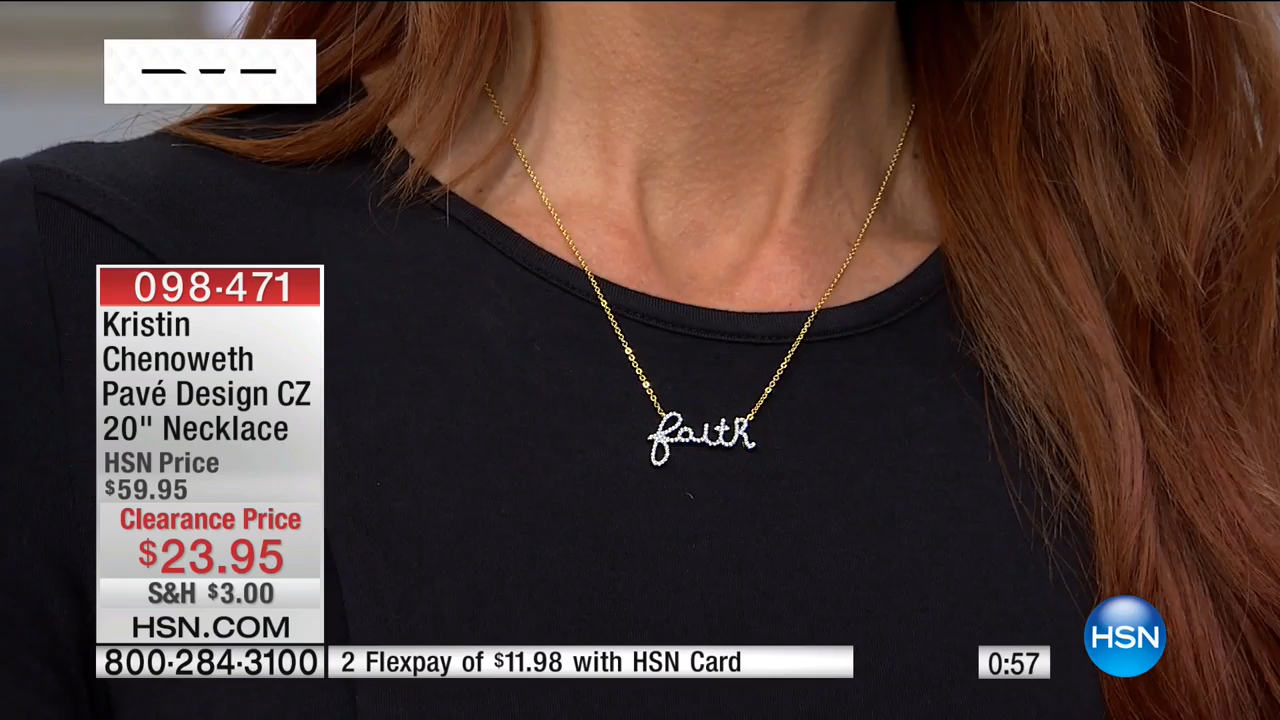 098·471
Kristin
Chenoweth
Pavé Design CZ
20" Necklace
HSN Price
$59.95
Clearance Price
$23.95
S&H $3.00
HSN.COM
800·284·3100
2 Flexpay of $11.98 with HSN Card
0:57
HSN
faith